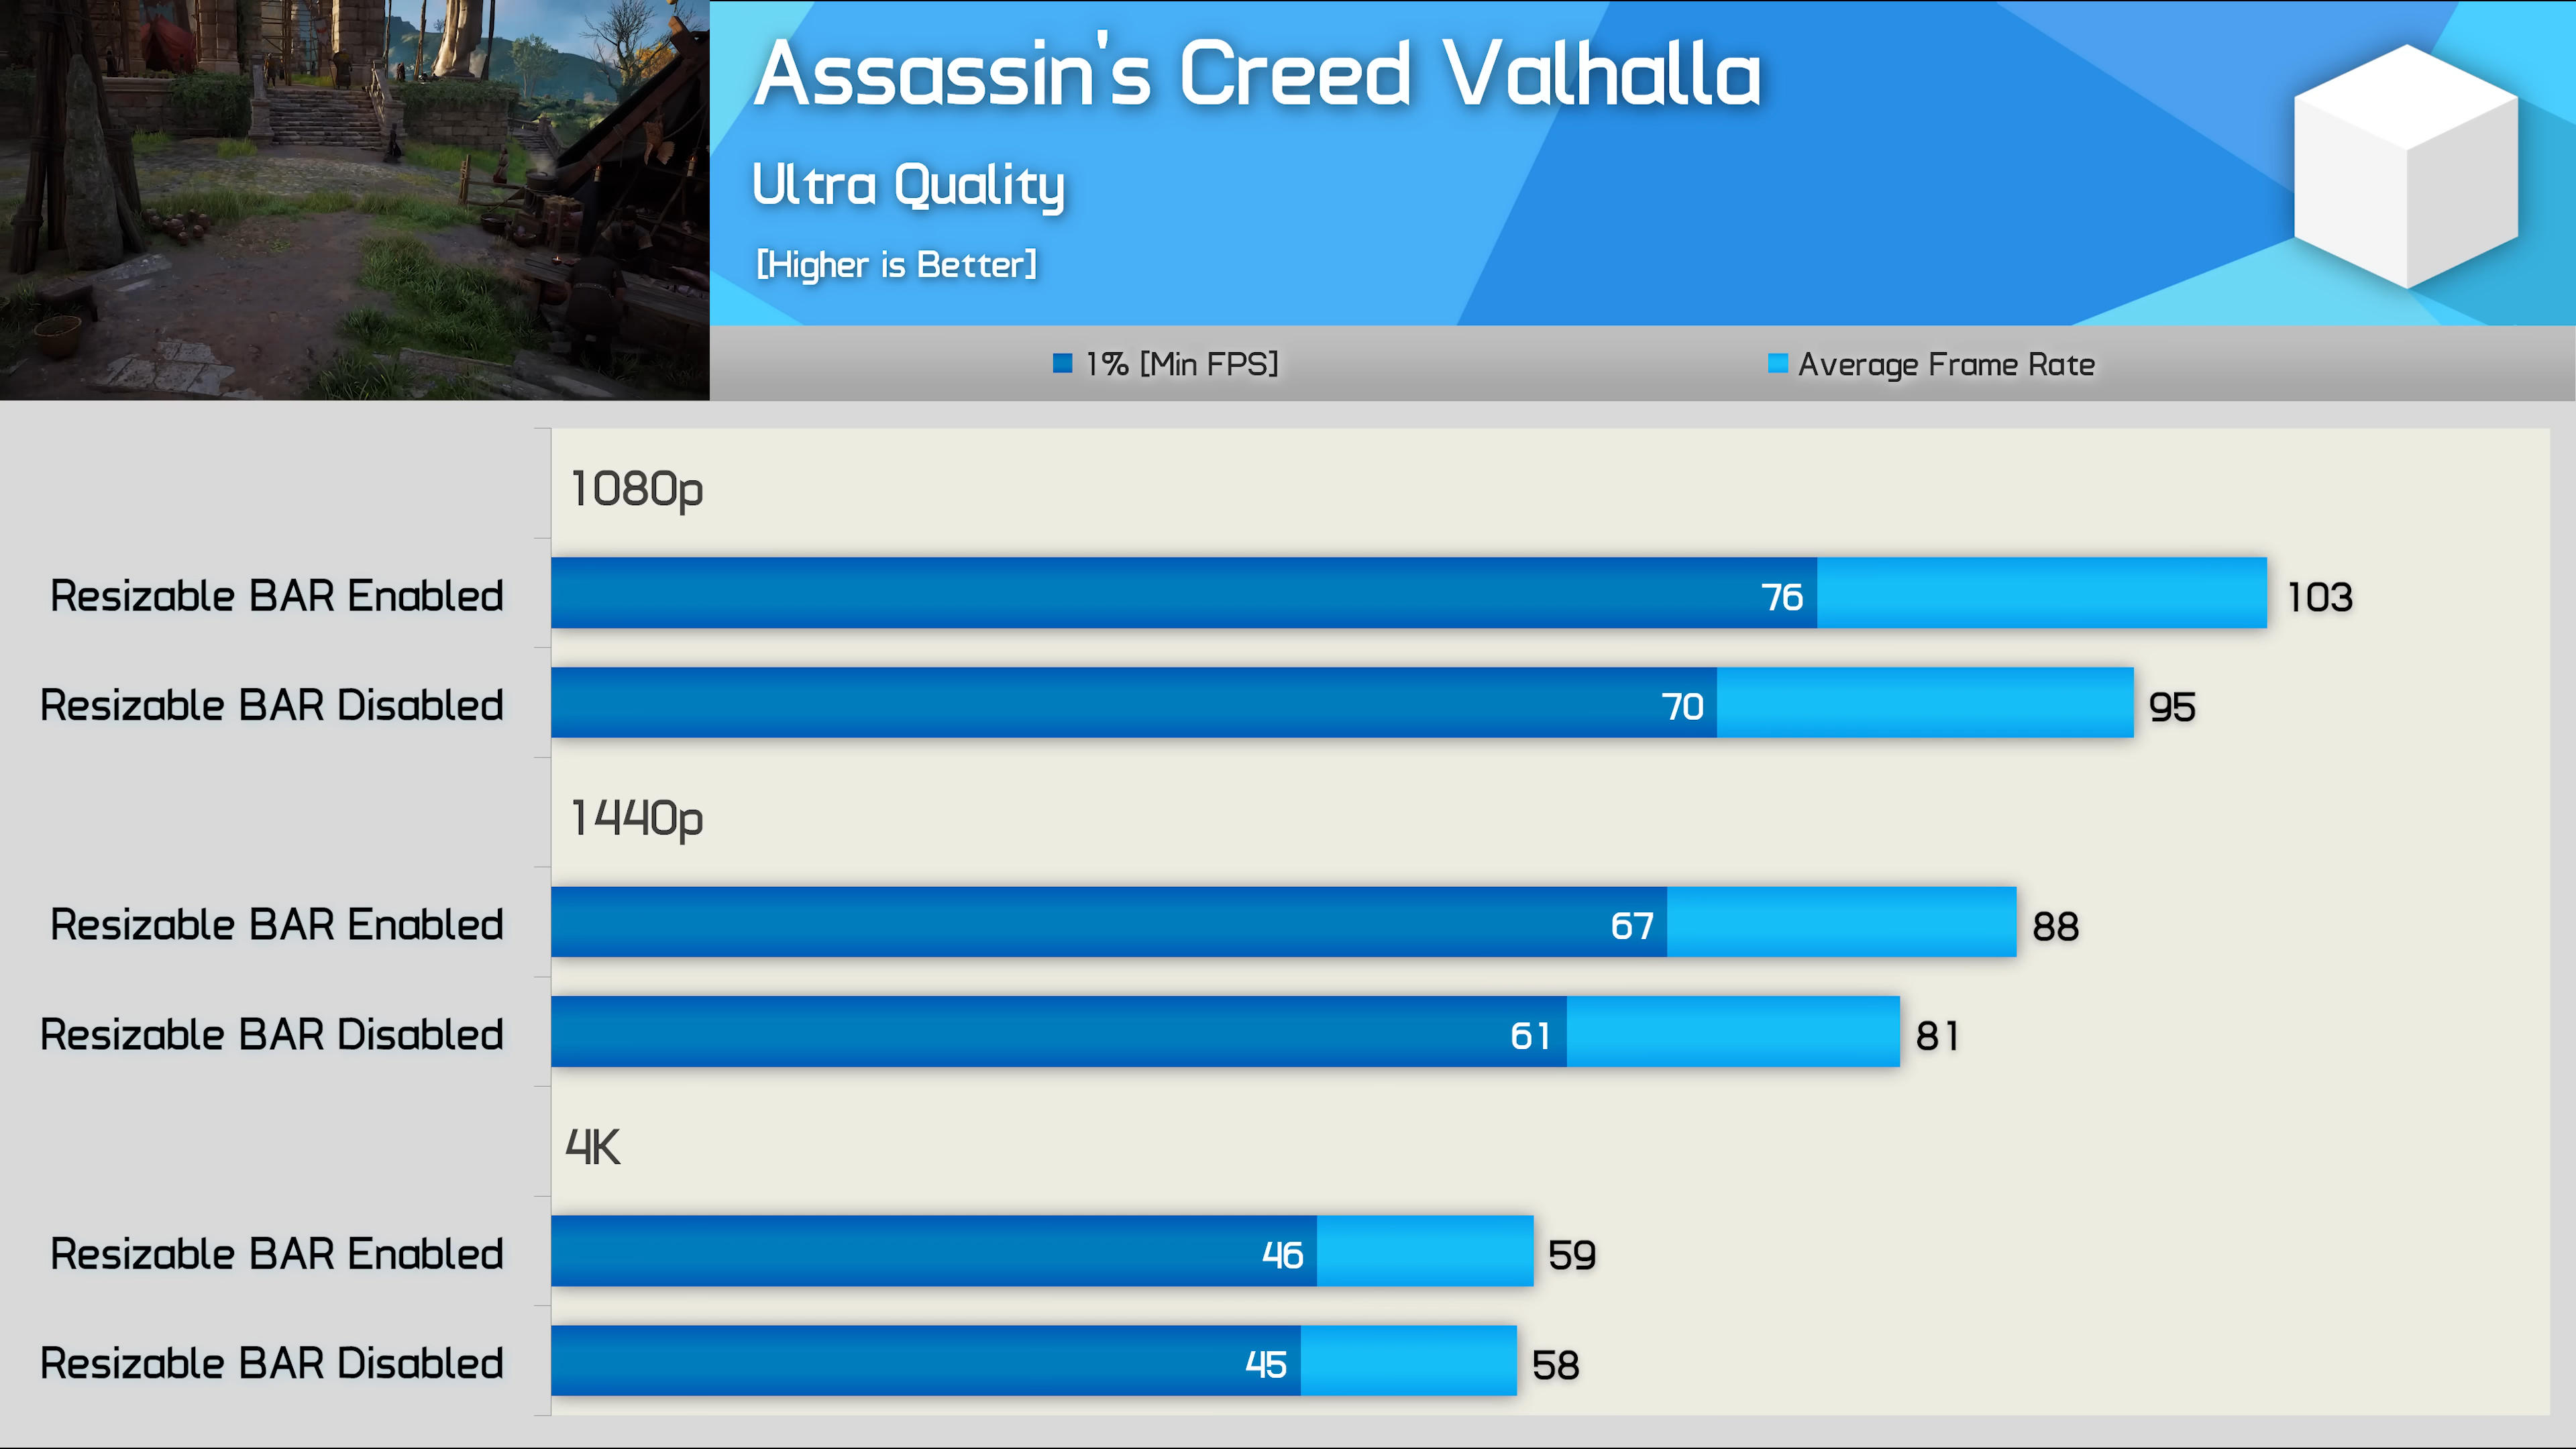 Assassin's Creed Valhalla
Ultra Quality
[Higher is Better]
1% [Min FPS] Average Frame Rate
1080p
Resizable BAR Enabled 76 103
Resizable BAR Disabled 70 95
1440p
Resizable BAR Enabled 67 88
Resizable BAR Disabled 61 81
4K
Resizable BAR Enabled 46 59
Resizable BAR Disabled 45 58